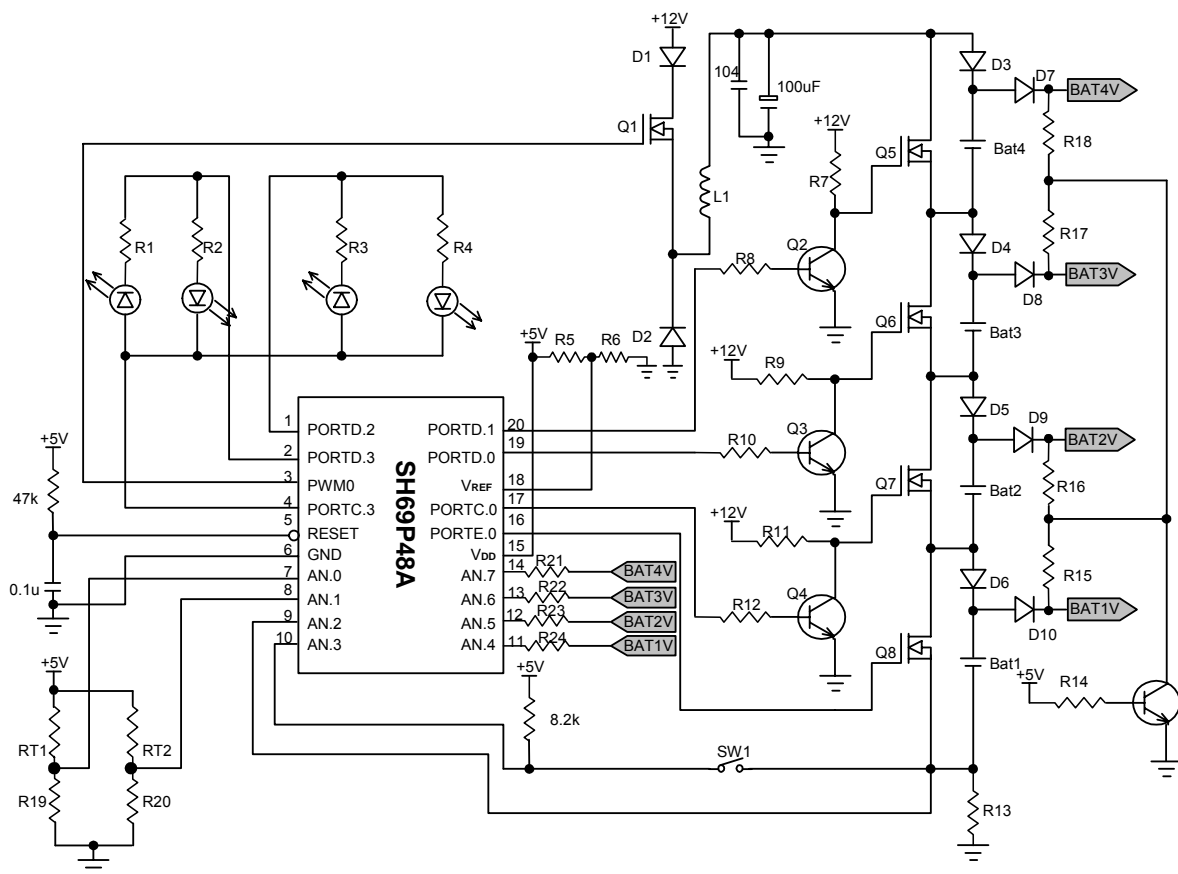 +12V
D1
D3
D7
BAT4V
104
100uF
Q1
+12V
R18
Q5
Bat4
R7
L1
R1
R2
R3
R4
Q2
R17
D4
R8
BAT3V
D8
Q6
D2
+5V
R5
R6
Bat3
+12V
R9
D5
D9
1
PORTD.2
PORTD.1
20
BAT2V
+5V
2
PORTD.3
PORTD.0
19
R10
Q3
3
PWM0
VREF
18
Q7
R16
47k
4
PORTC.3
PORTC.0
17
Bat2
SH69P48A
+12V
5
RESET
PORTE.0
16
R11
6
GND
VDD
15
7
AN.0
AN.7
14
R21
BAT4V
D6
R15
0.1u
8
AN.1
AN.6
13
R22
BAT3V
R12
Q4
BAT1V
9
AN.2
AN.5
12
R23
BAT2V
D10
10
AN.3
AN.4
11
R24
BAT1V
Q8
Bat1
+5V
+5V
+5V
R14
8.2k
RT1
RT2
SW1
R19
R20
R13